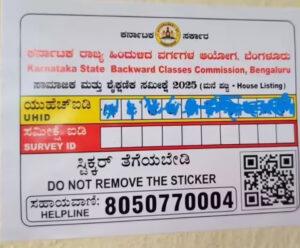 ಕರ್ನಾಟಕ ಸರ್ಕಾರ
ಕರ್ನಾಟಕ ರಾಜ್ಯ ಹಿಂದುಳಿದ ವರ್ಗಗಳ ಆಯೋಗ, ಬೆಂಗಳೂರು
Karnataka State Backward Classes Commission, Bengaluru
ಸಾಮಾಜಿಕ ಮತ್ತು ಶೈಕ್ಷಣಿಕ ಸಮೀಕ್ಷೆ 2025 (ಮನೆ ಪಟ್ಟಿ - House Listing)
ಯುಹೆಚ್ಐಡಿ
UHID
ಸಮೀಕ್ಷೆ ಐಡಿ
SURVEY ID
ಸ್ಟಿಕ್ಕರ್ ತೆಗೆಯಬೇಡಿ
DO NOT REMOVE THE STICKER
ಸಹಾಯವಾಣಿ:
HELPLINE 8050770004